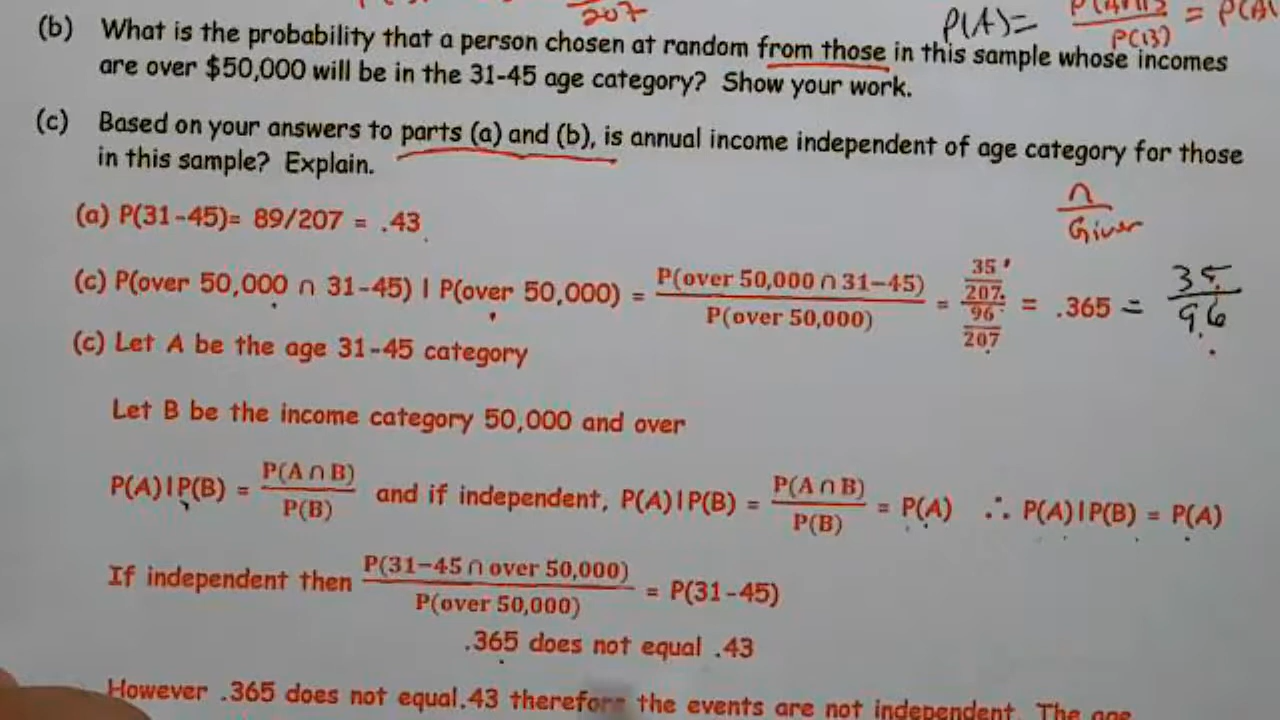 207
P(A)=
P(B)
= P(A
(b) What is the probability that a person chosen at random from those in this sample whose incomes
are over $50,000 will be in the 31-45 age category? Show your work.
(c) Based on your answers to parts (a) and (b), is annual income independent of age category for those
in this sample? Explain.
∩
Given
(a) P(31-45)= 89/207 = .43
(c) P(over 50,000 ∩ 31-45) | P(over 50,000) = P(over 50,000 ∩ 31-45) / P(over 50,000) = 35/207 / 96/207 = .365 = 35/96
(c) Let A be the age 31-45 category
Let B be the income category 50,000 and over
P(A)|P(B) = P(A ∩ B) / P(B) and if independent, P(A)|P(B) = P(A ∩ B) / P(B) = P(A) ∴ P(A)|P(B) = P(A)
If independent then P(31-45 ∩ over 50,000) / P(over 50,000) = P(31-45)
.365 does not equal .43
However .365 does not equal.43 therefore the events are not independent. The age